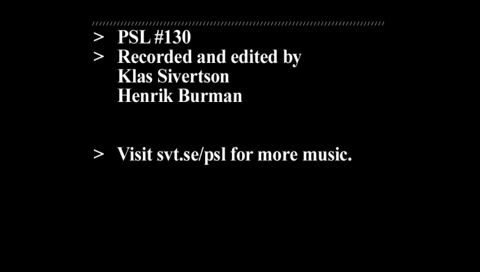 > PSL #130
> Recorded and edited by
Klas Sivertson
Henrik Burman
> Visit svt.se/psl for more music.